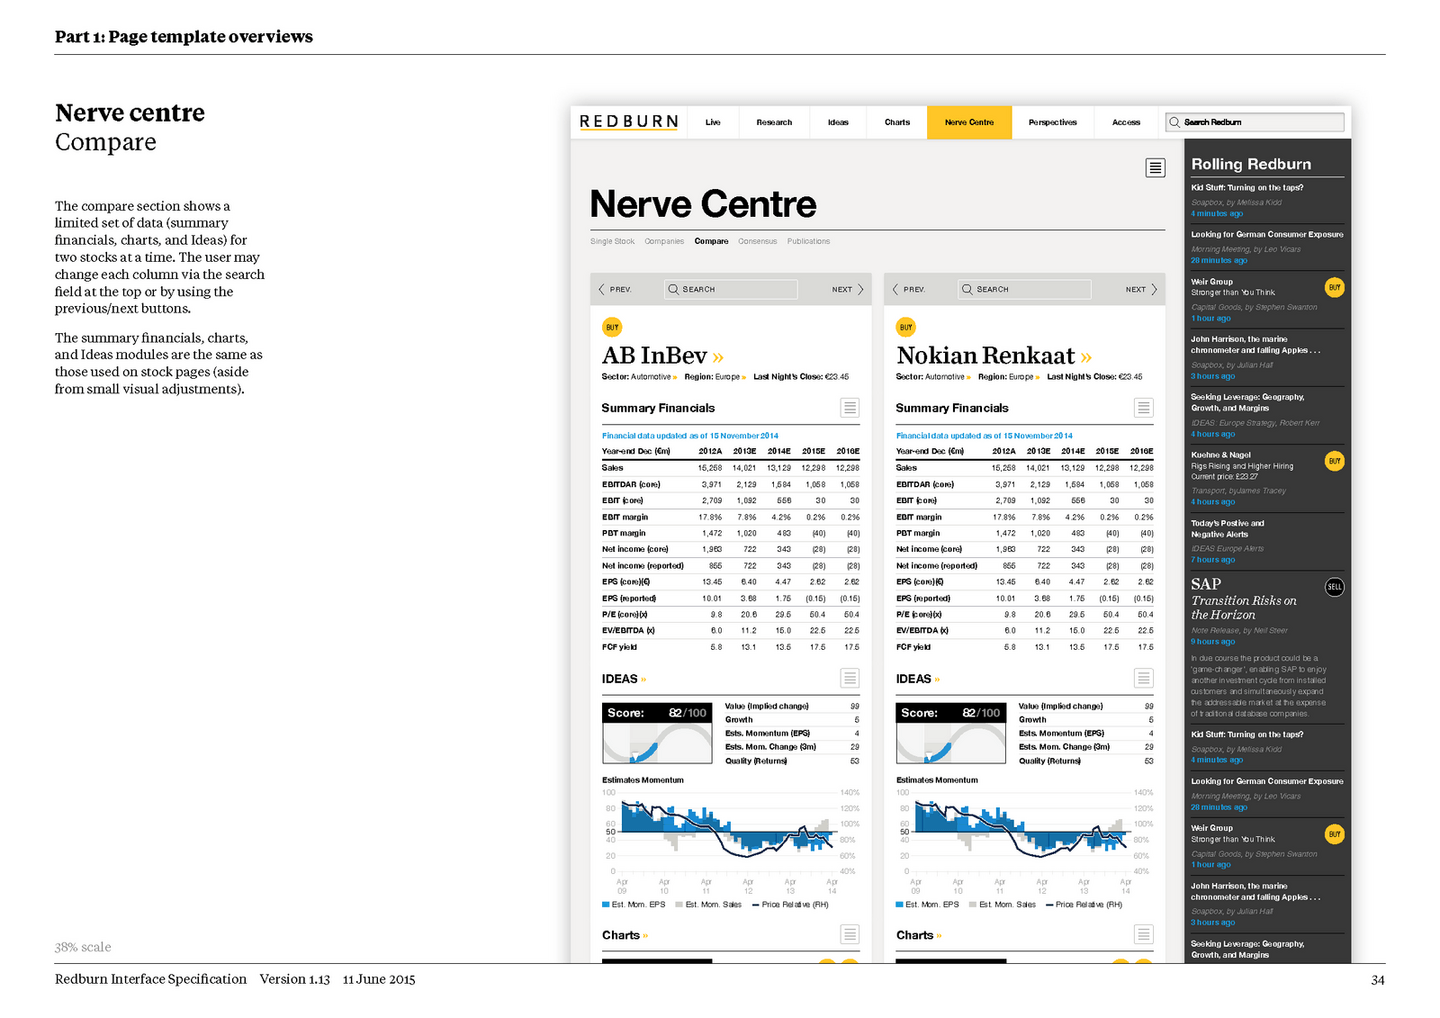 Part 1: Page template overviews
Nerve centre
Compare
The compare section shows a
limited set of data (summary
financials, charts, and Ideas) for
two stocks at a time. The user may
change each column via the search
field at the top or by using the
previous/next buttons.
The summary financials, charts,
and Ideas modules are the same as
those used on stock pages (aside
from small visual adjustments).
38% scale
REDBURN Live Research Ideas Charts Nerve Centre Perspectives Access Search Redburn
Nerve Centre
Single Stock Companies Compare Consensus Publications
PREV. SEARCH NEXT
BUY
AB InBev »
Sector: Automotive » Region: Europe » Last Night's Close: €23.45
Summary Financials
Financial data updated as of 15 November 2014
Year-end Dec (€m) 2012A 2013E 2014E 2015E 2016E
Sales 15,258 14,021 13,129 12,298 12,298
EBITDAR (core) 3,971 2,129 1,584 1,058 1,058
EBIT (core) 2,709 1,092 556 30 30
EBIT margin 17.8% 7.8% 4.2% 0.2% 0.2%
PBT margin 1,472 1,020 483 (40) (40)
Net income (core) 1,963 722 343 (28) (28)
Net income (reported) 855 722 343 (28) (28)
EPS (core)(€) 13.45 6.40 4.47 2.62 2.62
EPS (reported) 10.01 3.68 1.75 (0.15) (0.15)
P/E (core)(x) 9.8 20.6 29.5 50.4 50.4
EV/EBITDA (x) 6.0 11.2 15.0 22.5 22.5
FCF yield 5.8 13.1 13.5 17.5 17.5
IDEAS »
Score: 82/100
Value (Implied change) 99
Growth 5
Ests. Momentum (EPG) 4
Ests. Mom. Change (3m) 29
Quality (Returns) 53
Estimates Momentum
100 140%
80 120%
60 100%
50
40 80%
20 60%
0 40%
Apr Apr Apr Apr Apr Apr
09 10 11 12 13 14
Est. Mom. EPS Est. Mom. Sales Price Relative (RH)
Charts »
PREV. SEARCH NEXT
BUY
Nokian Renkaat »
Sector: Automotive » Region: Europe » Last Night's Close: €23.45
Summary Financials
Financial data updated as of 15 November 2014
Year-end Dec (€m) 2012A 2013E 2014E 2015E 2016E
Sales 15,258 14,021 13,129 12,298 12,298
EBITDAR (core) 3,971 2,129 1,584 1,058 1,058
EBIT (core) 2,709 1,092 556 30 30
EBIT margin 17.8% 7.8% 4.2% 0.2% 0.2%
PBT margin 1,472 1,020 483 (40) (40)
Net income (core) 1,963 722 343 (28) (28)
Net income (reported) 855 722 343 (28) (28)
EPS (core)(€) 13.45 6.40 4.47 2.62 2.62
EPS (reported) 10.01 3.68 1.75 (0.15) (0.15)
P/E (core)(x) 9.8 20.6 29.5 50.4 50.4
EV/EBITDA (x) 6.0 11.2 15.0 22.5 22.5
FCF yield 5.8 13.1 13.5 17.5 17.5
IDEAS »
Score: 82/100
Value (Implied change) 99
Growth 5
Ests. Momentum (EPG) 4
Ests. Mom. Change (3m) 29
Quality (Returns) 53
Estimates Momentum
100 140%
80 120%
60 100%
50
40 80%
20 60%
0 40%
Apr Apr Apr Apr Apr Apr
09 10 11 12 13 14
Est. Mom. EPS Est. Mom. Sales Price Relative (RH)
Charts »
Rolling Redburn
Kid Stuff: Turning on the taps?
Soapbox, by Melissa Kidd
4 minutes ago
Looking for German Consumer Exposure
Morning Meeting, by Leo Vicars
28 minutes ago
Weir Group BUY
Stronger than You Think
Capital Goods, by Stephen Swanton
1 hour ago
John Harrison, the marine
chronometer and falling Apples . . .
Soapbox, by Julian Half
3 hours ago
Seeking Leverage: Geography,
Growth, and Margins
IDEAS: Europe Strategy, Robert Kerr
4 hours ago
Kuehne & Nagel BUY
Rigs Rising and Higher Hiring
Current price: £23.27
Transport, byJames Tracey
4 hours ago
Today's Postive and
Negative Alerts
IDEAS Europe Alerts
7 hours ago
SAP SELL
Transition Risks on
the Horizon
Note Release, by Neil Steer
9 hours ago
In due course the product could be a
'game-changer', enabling SAP to enjoy
another investment cycle from installed
customers and simultaneously expand
the addressable market at the expense
of traditional database companies.
Kid Stuff: Turning on the taps?
Soapbox, by Melissa Kidd
4 minutes ago
Looking for German Consumer Exposure
Morning Meeting, by Leo Vicars
28 minutes ago
Weir Group BUY
Stronger than You Think
Capital Goods, by Stephen Swanton
1 hour ago
John Harrison, the marine
chronometer and falling Apples . . .
Soapbox, by Julian Half
3 hours ago
Seeking Leverage: Geography,
Growth, and Margins
Redburn Interface Specification Version 1.13 11 June 2015 34